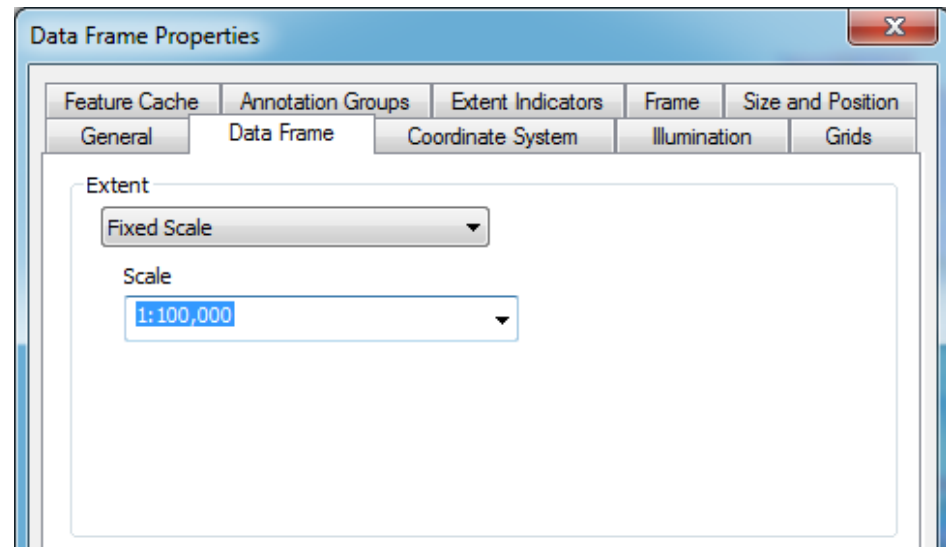 Data Frame Properties
X
Feature Cache Annotation Groups Extent Indicators Frame Size and Position
General Data Frame Coordinate System Illumination Grids
Extent
Fixed Scale
Scale
1:100,000